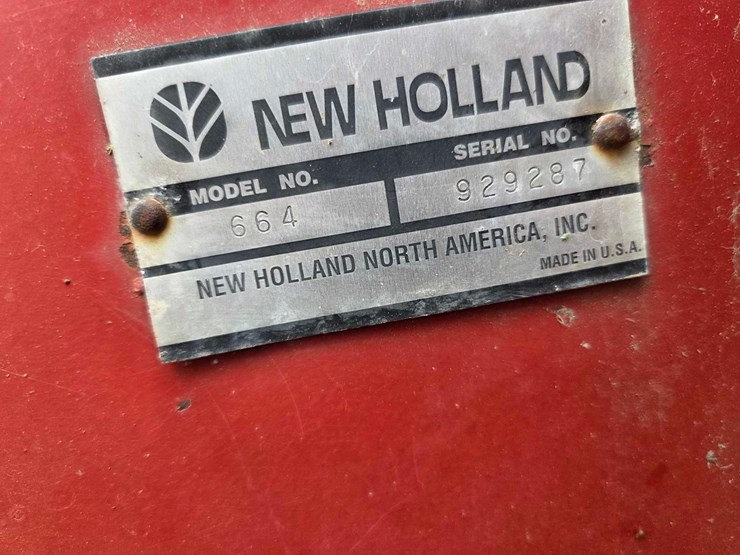 NEW HOLLAND
MODEL NO. SERIAL NO.
664 929287
NEW HOLLAND NORTH AMERICA, INC.
MADE IN U.S.A.